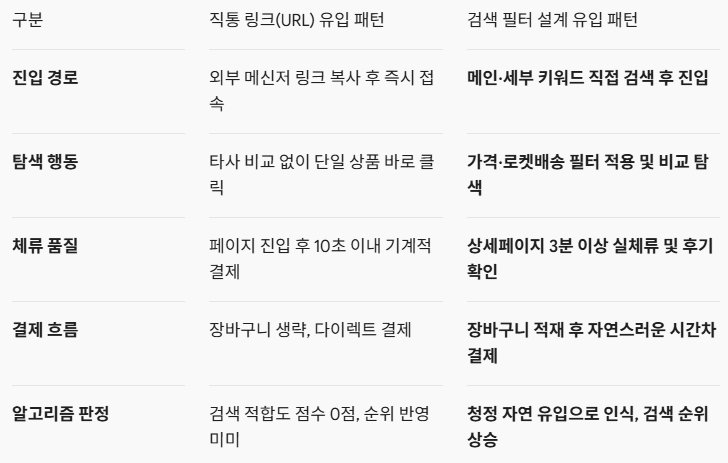 구분
직통 링크(URL) 유입 패턴
검색 필터 설계 유입 패턴
진입 경로
외부 메신저 링크 복사 후 즉시 접
속
메인·세부 키워드 직접 검색 후 진입
탐색 행동
타사 비교 없이 단일 상품 바로 클
릭
가격·로켓배송 필터 적용 및 비교 탐
색
체류 품질
페이지 진입 후 10초 이내 기계적
결제
상세페이지 3분 이상 실체류 및 후기
확인
결제 흐름
장바구니 생략, 다이렉트 결제
장바구니 적재 후 자연스러운 시간차
결제
알고리즘 판정
검색 적합도 점수 0점, 순위 반영
미미
청정 자연 유입으로 인식, 검색 순위
상승